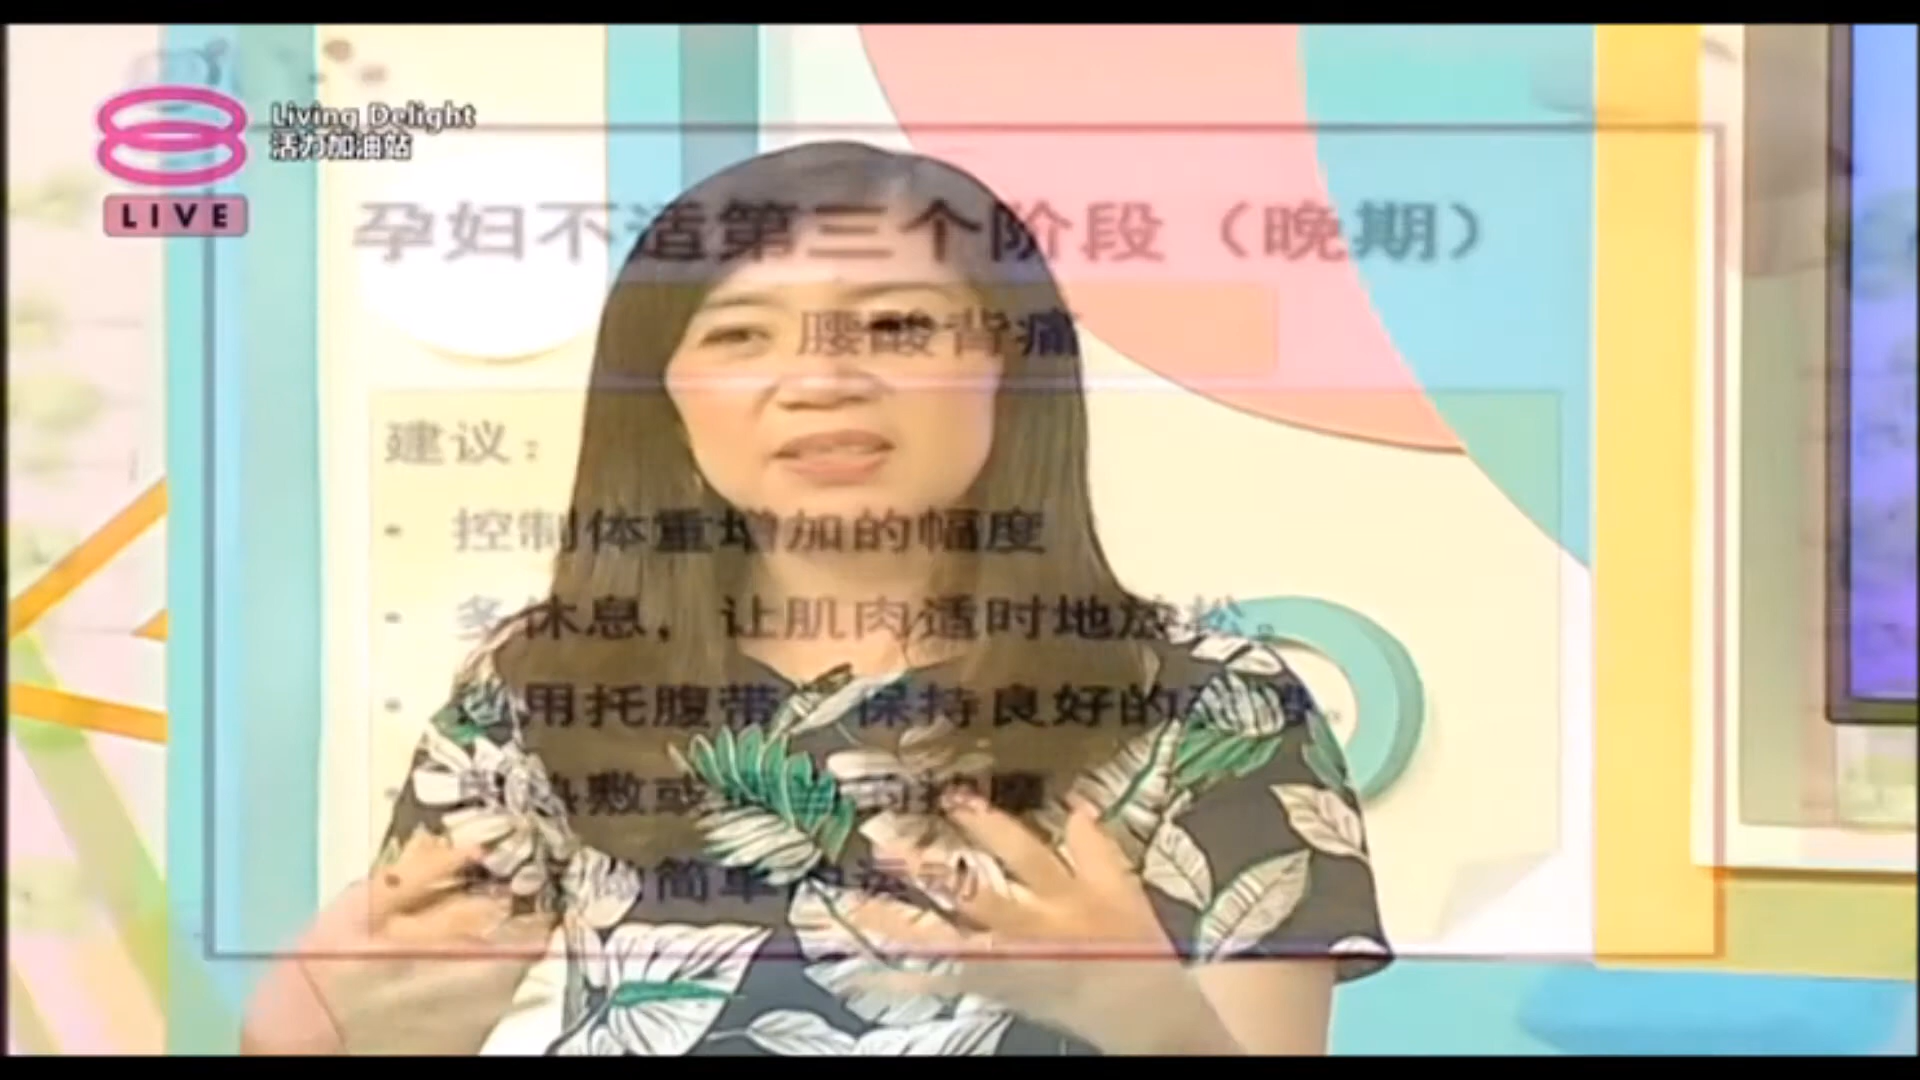 Living Delight
活力加油站
LIVE
孕妇不适第三个阶段（晚期）
腰酸背痛
建议：
• 控制体重增加的幅度
• 多休息，让肌肉适时地放松。
• 用托腹带 保持良好的
• 热敷或 按摩
• 简单 运动